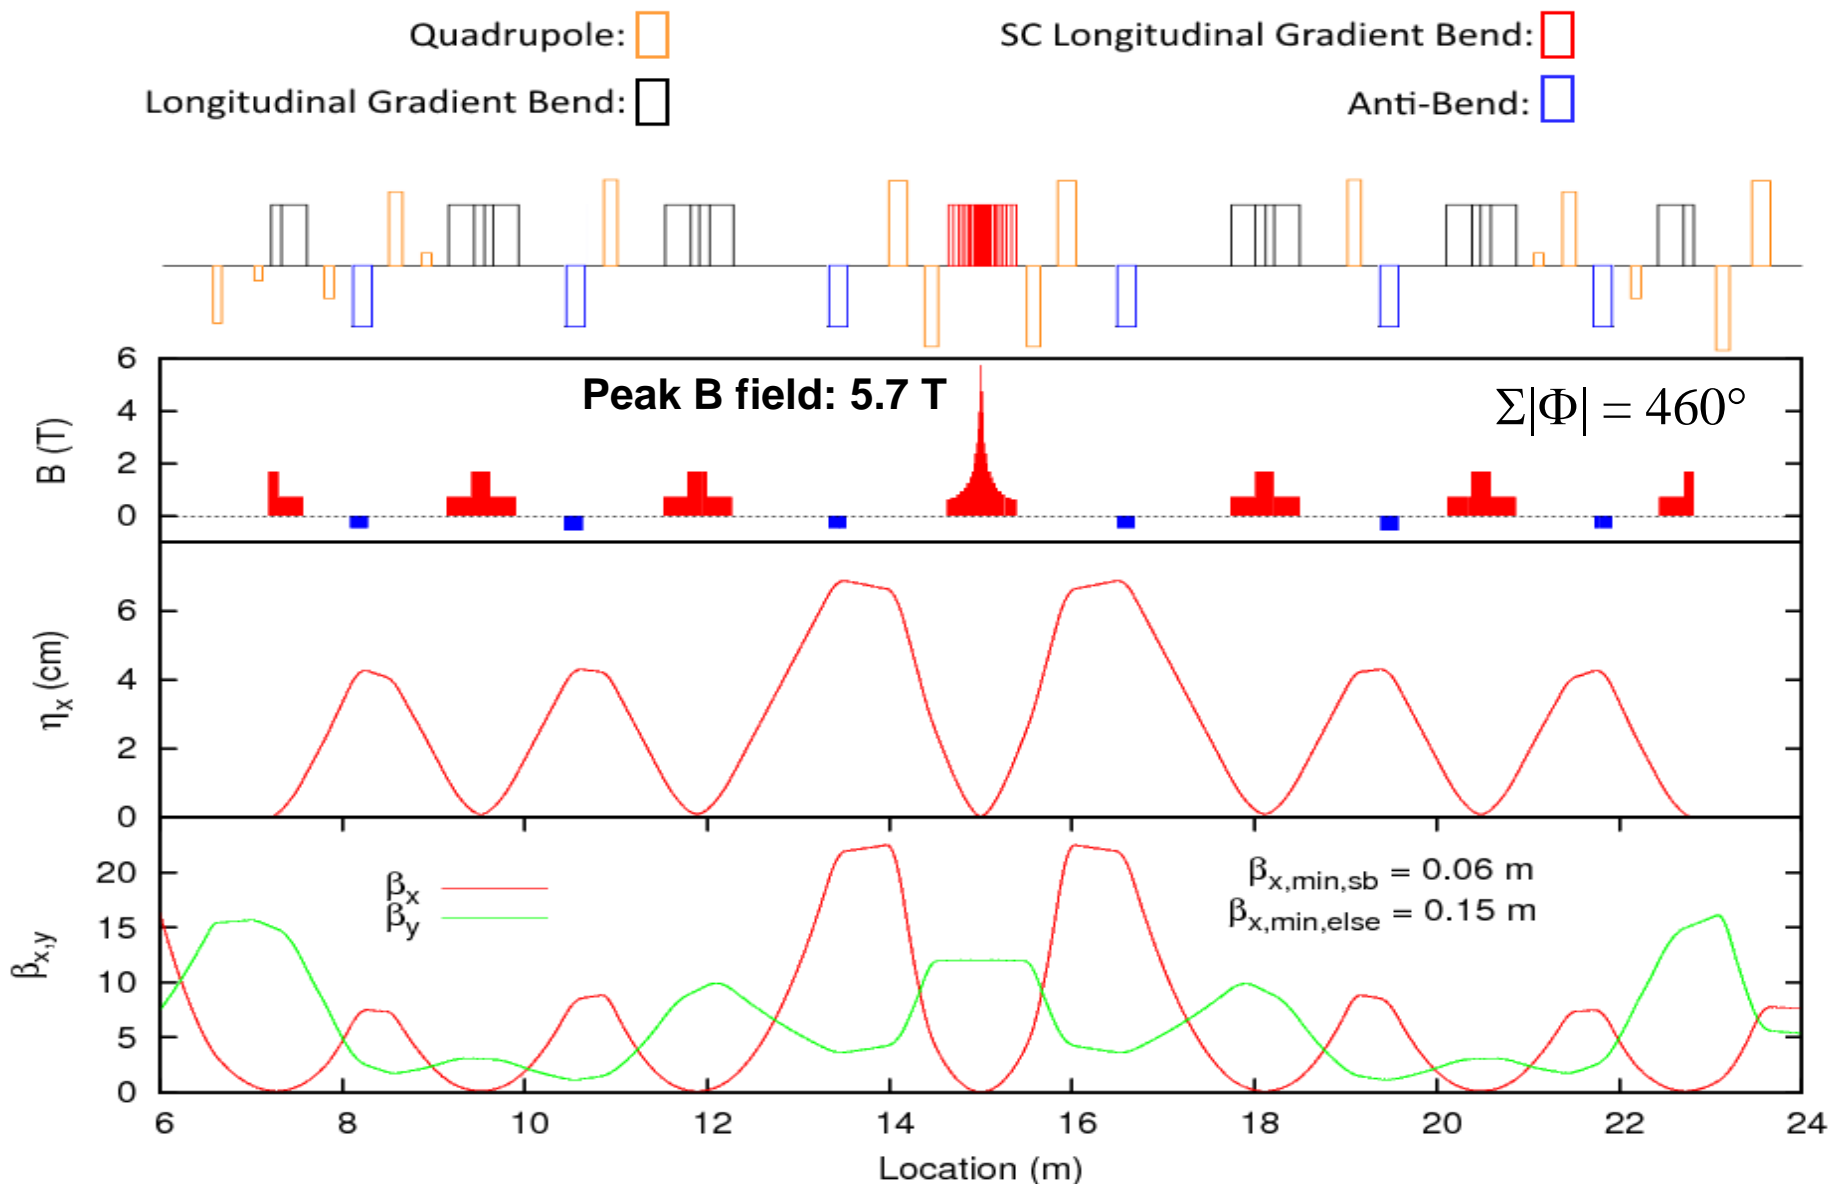 Quadrupole:
SC Longitudinal Gradient Bend:
Longitudinal Gradient Bend:
Anti-Bend:
6
4
2
0
B (T)
Peak B field: 5.7 T
Σ|Φ| = 460°
6
4
2
0
ηx (cm)
20
15
10
5
0
βx,y
βx
βy
βx,min,sb = 0.06 m
βx,min,else = 0.15 m
6 8 10 12 14 16 18 20 22 24
Location (m)